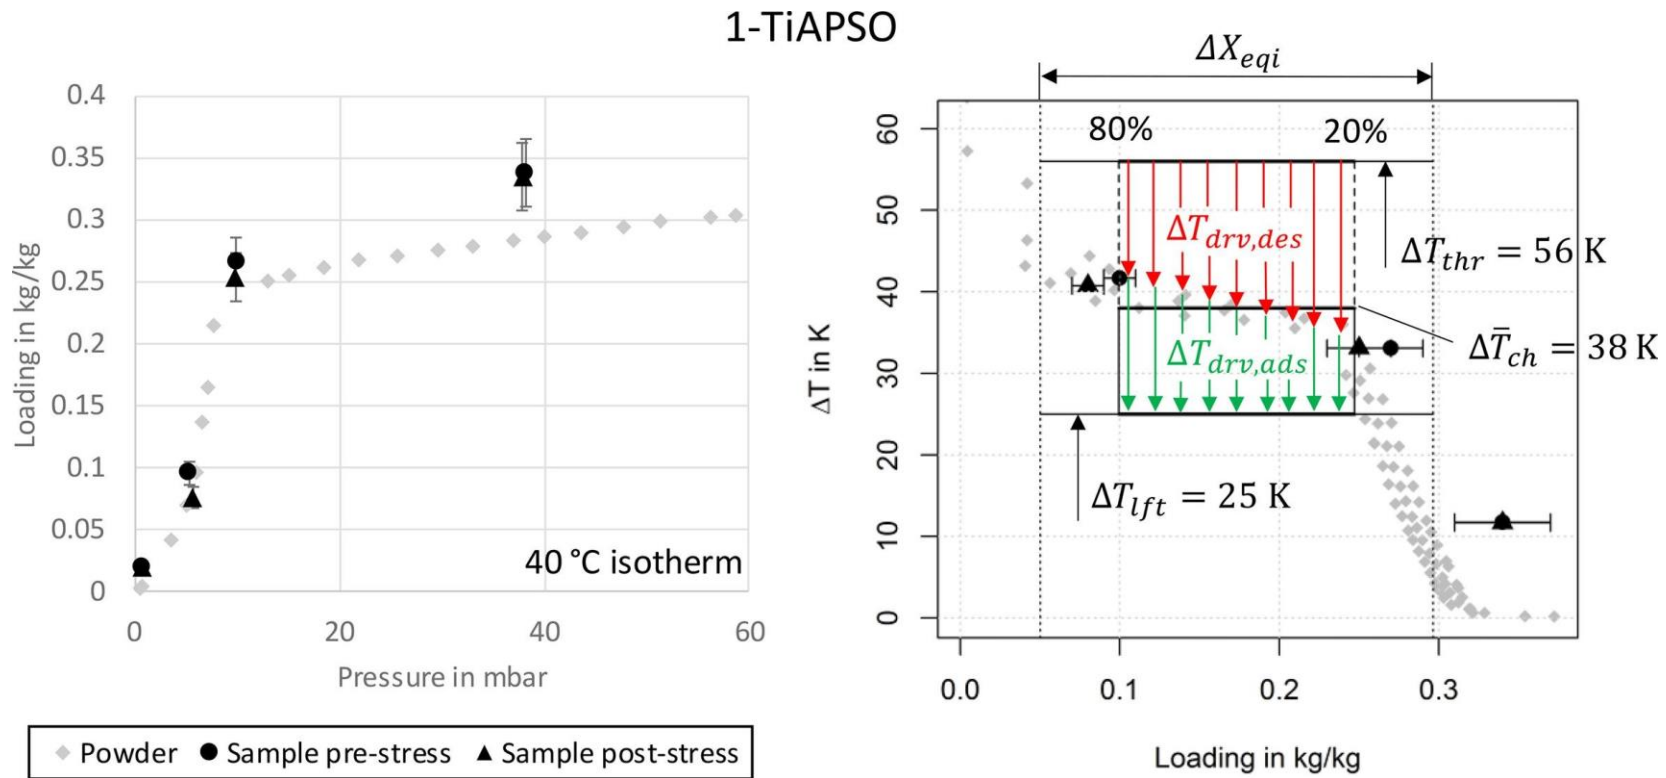 1-TiAPSO
0.4
0.35
0.3
0.25
0.2
0.15
0.1
0.05
0
Loading in kg/kg
0 20 40 60
Pressure in mbar
40 °C isotherm
Powder Sample pre-stress Sample post-stress
ΔX_eqi
80% 20%
ΔT_drv,des
ΔT_thr = 56 K
ΔT̅_ch = 38 K
ΔT_drv,ads
ΔT_lft = 25 K
60
50
40
30
20
10
0
ΔT in K
0.0 0.1 0.2 0.3
Loading in kg/kg